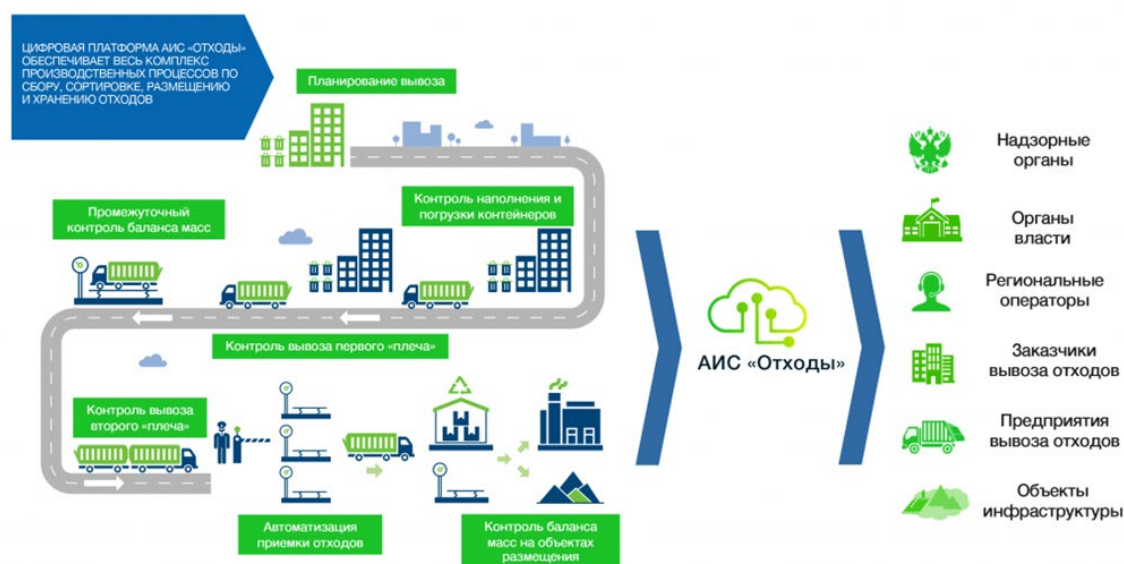 ЦИФРОВАЯ ПЛАТФОРМА АИС «ОТХОДЫ»
ОБЕСПЕЧИВАЕТ ВЕСЬ КОМПЛЕКС
ПРОИЗВОДСТВЕННЫХ ПРОЦЕССОВ ПО
СБОРУ, СОРТИРОВКЕ, РАЗМЕЩЕНИЮ
И ХРАНЕНИЮ ОТХОДОВ
Планирование вывоза
Контроль наполнения и
погрузки контейнеров
Промежуточный
контроль баланса масс
Контроль вывоза первого «плеча»
Контроль вывоза
второго «плеча»
Автоматизация
приемки отходов
Контроль баланса
масс на объектах
размещения
АИС «Отходы»
Надзорные
органы
Органы
власти
Региональные
операторы
Заказчики
вывоза отходов
Предприятия
вывоза отходов
Объекты
инфраструктуры